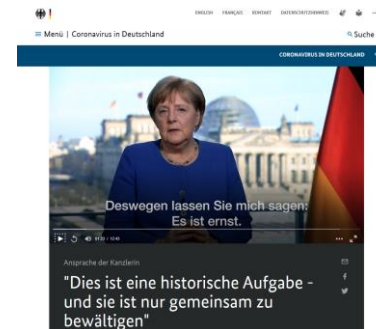 ENGLISH FRANÇAIS KONTAKT DATENSCHUTZHINWEIS
Menü | Coronavirus in Deutschland
Suche
CORONAVIRUS IN DEUTSCHLAND
Deswegen lassen Sie mich sagen:
Es ist ernst.
Ansprache der Kanzlerin
"Dies ist eine historische Aufgabe -
und sie ist nur gemeinsam zu
bewältigen"